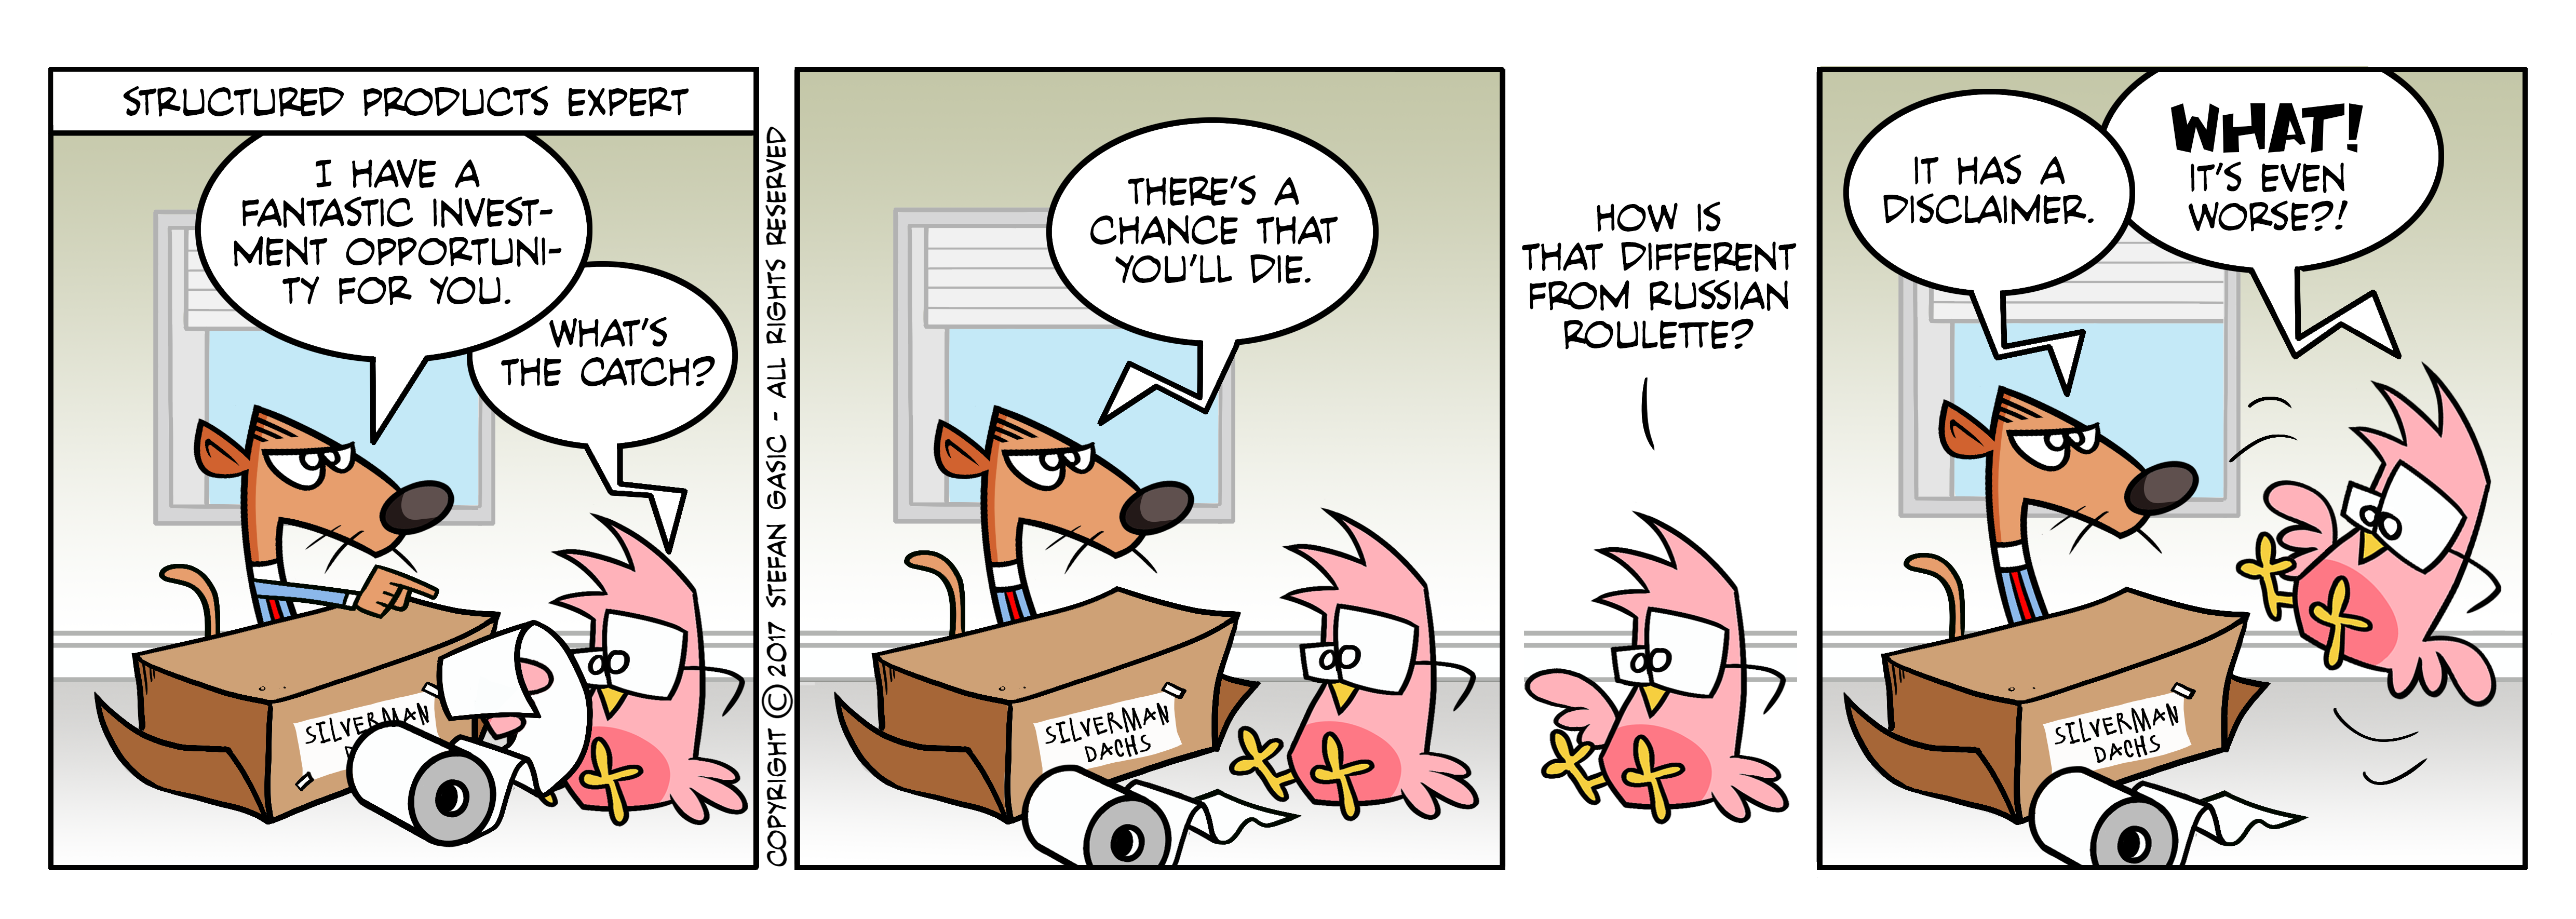 STRUCTURED PRODUCTS EXPERT
I HAVE A
FANTASTIC INVEST-
MENT OPPORTUNI-
TY FOR YOU.
WHAT'S
THE CATCH?
SILVERMAN
COPYRIGHT © 2017 STEFAN GASIC - ALL RIGHTS RESERVED
THERE'S A
CHANCE THAT
YOU'LL DIE.
SILVERMAN
DACHS
HOW IS
THAT DIFFERENT
FROM RUSSIAN
ROULETTE?
IT HAS A
DISCLAIMER.
WHAT!
IT'S EVEN
WORSE?!
SILVERMAN
DACHS